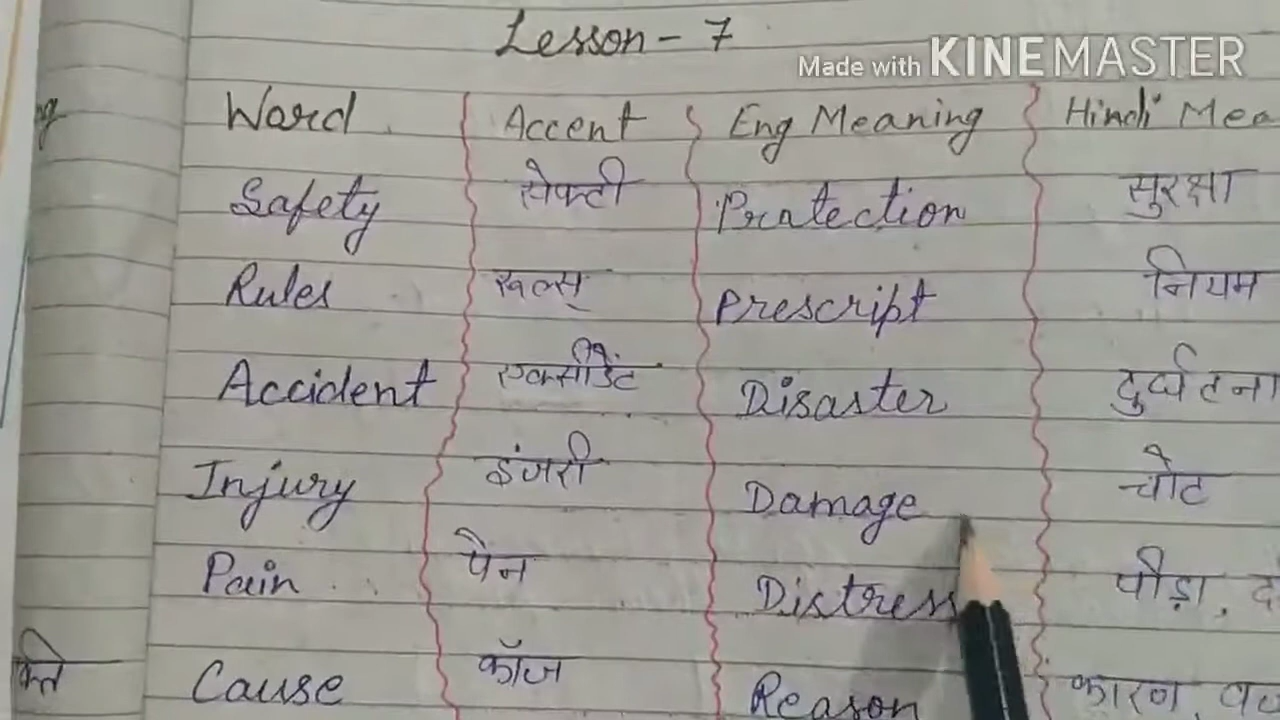 Lesson - 7
Made with KINEMASTER
Word Accent Eng Meaning Hindi Mea
Safety सेफ्टी Protection सुरक्षा
Rules रूल्स् Prescript नियम
Accident एक्सीडेंट Disaster दुर्घटना
Injury इंजरी Damage चोट
Pain पैन Distress पीड़ा,
Cause कॉज Reason कारण,